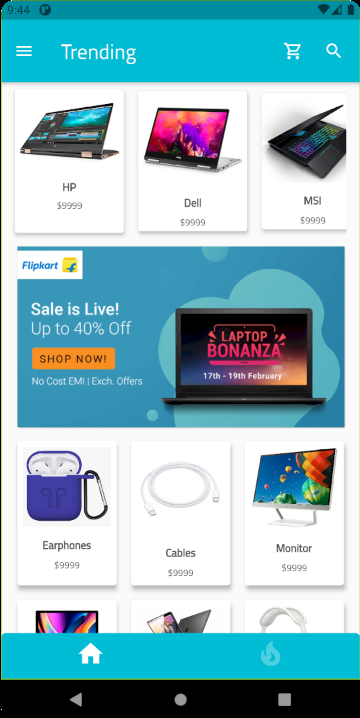 9:44
Trending
HP
$9999
Dell
$9999
MSI
$9999
Flipkart
Sale is Live!
Up to 40% Off
SHOP NOW!
No Cost EMI | Exch. Offers
LAPTOP
BONANZA
17th - 19th February
Earphones
$9999
Cables
$9999
Monitor
$9999